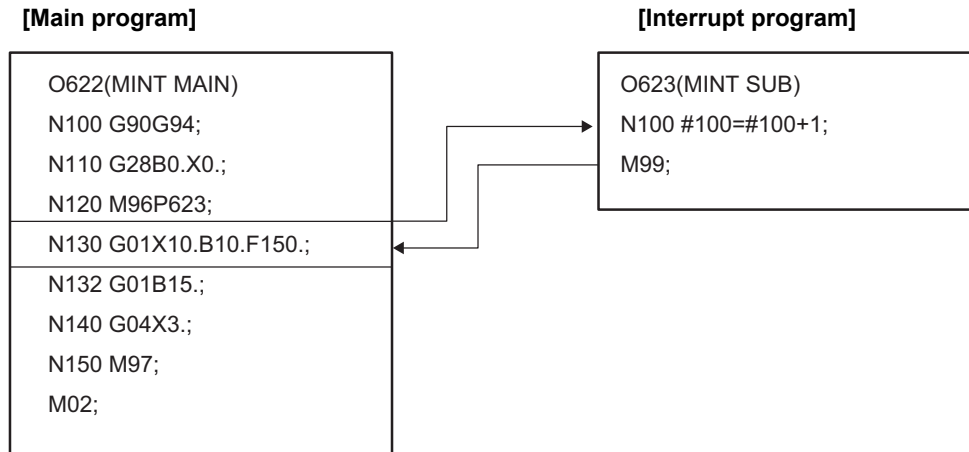 [Main program]
O622(MINT MAIN)
N100 G90G94;
N110 G28B0.X0.;
N120 M96P623;
N130 G01X10.B10.F150.;
N132 G01B15.;
N140 G04X3.;
N150 M97;
M02;
[Interrupt program]
O623(MINT SUB)
N100 #100=#100+1;
M99;